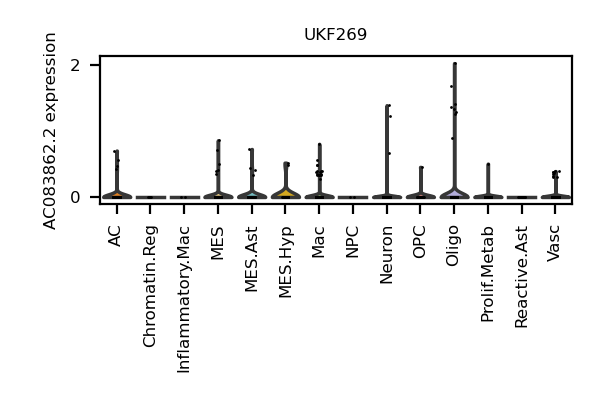 UKF269
AC083862.2 expression
2
0
AC
Chromatin.Reg
Inflammatory.Mac
MES
MES.Ast
MES.Hyp
Mac
NPC
Neuron
OPC
Oligo
Prolif.Metab
Reactive.Ast
Vasc